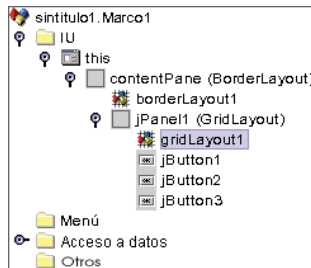 sintitulo1.Marco1
IU
this
contentPane (BorderLayout)
borderLayout1
jPanel1 (GridLayout)
gridLayout1
jButton1
jButton2
jButton3
Menú
Acceso a datos
Otros